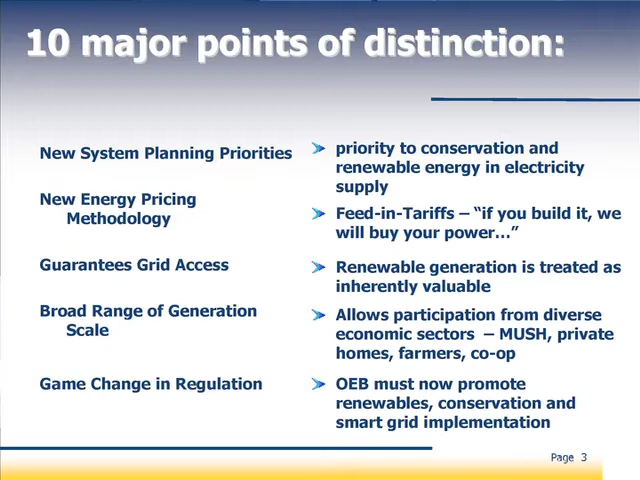 10 major points of distinction:
New System Planning Priorities
priority to conservation and
renewable energy in electricity
supply
New Energy Pricing
Methodology
Feed-in-Tariffs – “if you build it, we
will buy your power…”
Guarantees Grid Access
Renewable generation is treated as
inherently valuable
Broad Range of Generation
Scale
Allows participation from diverse
economic sectors – MUSH, private
homes, farmers, co-op
Game Change in Regulation
OEB must now promote
renewables, conservation and
smart grid implementation
Page 3